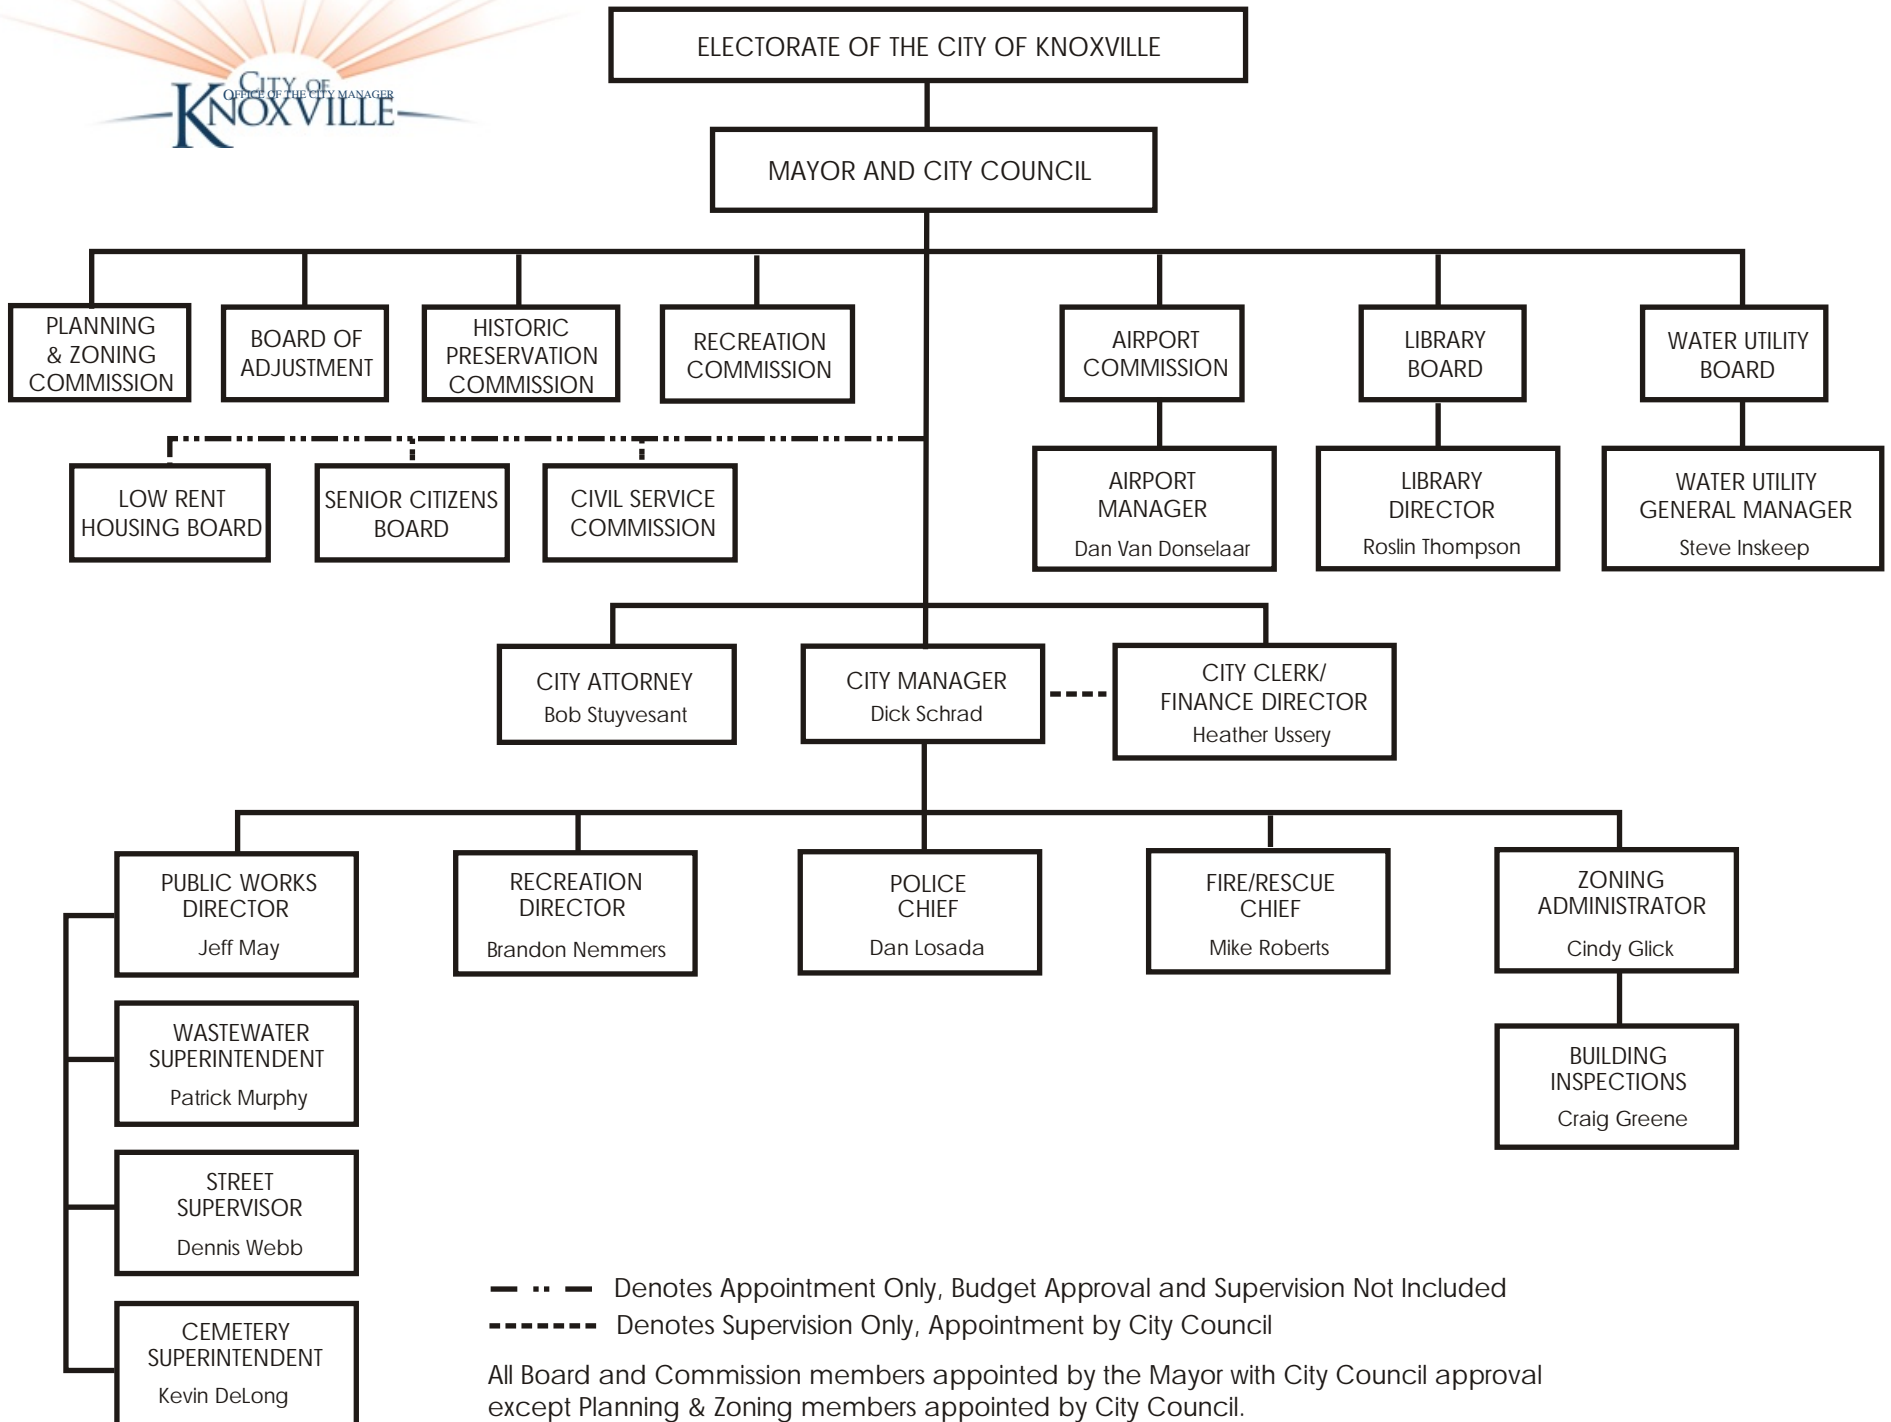 CITY OF
OFFICE OF THE CITY MANAGER
KNOXVILLE
ELECTORATE OF THE CITY OF KNOXVILLE
MAYOR AND CITY COUNCIL
PLANNING
& ZONING
COMMISSION
BOARD OF
ADJUSTMENT
HISTORIC
PRESERVATION
COMMISSION
RECREATION
COMMISSION
AIRPORT
COMMISSION
LIBRARY
BOARD
WATER UTILITY
BOARD
LOW RENT
HOUSING BOARD
SENIOR CITIZENS
BOARD
CIVIL SERVICE
COMMISSION
AIRPORT
MANAGER
Dan Van Donselaar
LIBRARY
DIRECTOR
Roslin Thompson
WATER UTILITY
GENERAL MANAGER
Steve Inskeep
CITY ATTORNEY
Bob Stuyvesant
CITY MANAGER
Dick Schrad
CITY CLERK/
FINANCE DIRECTOR
Heather Ussery
PUBLIC WORKS
DIRECTOR
Jeff May
RECREATION
DIRECTOR
Brandon Nemmers
POLICE
CHIEF
Dan Losada
FIRE/RESCUE
CHIEF
Mike Roberts
ZONING
ADMINISTRATOR
Cindy Glick
WASTEWATER
SUPERINTENDENT
Patrick Murphy
BUILDING
INSPECTIONS
Craig Greene
STREET
SUPERVISOR
Dennis Webb
CEMETERY
SUPERINTENDENT
Kevin DeLong
Denotes Appointment Only, Budget Approval and Supervision Not Included
Denotes Supervision Only, Appointment by City Council
All Board and Commission members appointed by the Mayor with City Council approval
except Planning & Zoning members appointed by City Council.